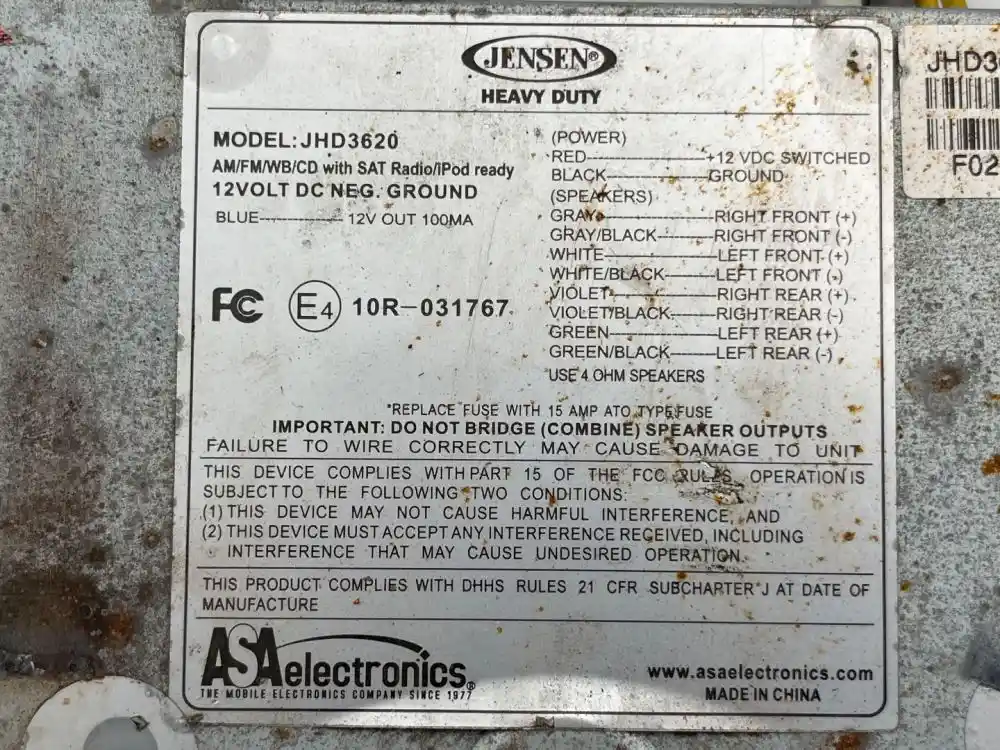 JENSEN®
HEAVY DUTY
MODEL:JHD3620
AM/FM/WB/CD with SAT Radio/iPod ready
12VOLT DC NEG. GROUND
BLUE 12V OUT 100MA
FC E4 10R-031767
(POWER)
RED +12 VDC SWITCHED
BLACK GROUND
(SPEAKERS)
GRAY RIGHT FRONT (+)
GRAY/BLACK RIGHT FRONT (-)
WHITE LEFT FRONT (+)
WHITE/BLACK LEFT FRONT (-)
VIOLET RIGHT REAR (+)
VIOLET/BLACK RIGHT REAR (-)
GREEN LEFT REAR (+)
GREEN/BLACK LEFT REAR (-)
USE 4 OHM SPEAKERS
*REPLACE FUSE WITH 15 AMP ATO TYPE FUSE
IMPORTANT: DO NOT BRIDGE (COMBINE) SPEAKER OUTPUTS
FAILURE TO WIRE CORRECTLY MAY CAUSE DAMAGE TO UNIT
THIS DEVICE COMPLIES WITH PART 15 OF THE FCC RULES. OPERATION IS
SUBJECT TO THE FOLLOWING TWO CONDITIONS:
(1) THIS DEVICE MAY NOT CAUSE HARMFUL INTERFERENCE, AND
(2) THIS DEVICE MUST ACCEPT ANY INTERFERENCE RECEIVED, INCLUDING
INTERFERENCE THAT MAY CAUSE UNDESIRED OPERATION.
THIS PRODUCT COMPLIES WITH DHHS RULES 21 CFR SUBCHAPTER J AT DATE OF
MANUFACTURE
ASA electronics®
THE MOBILE ELECTRONICS COMPANY SINCE 1977
www.asaelectronics.com
MADE IN CHINA
JHD3
F02